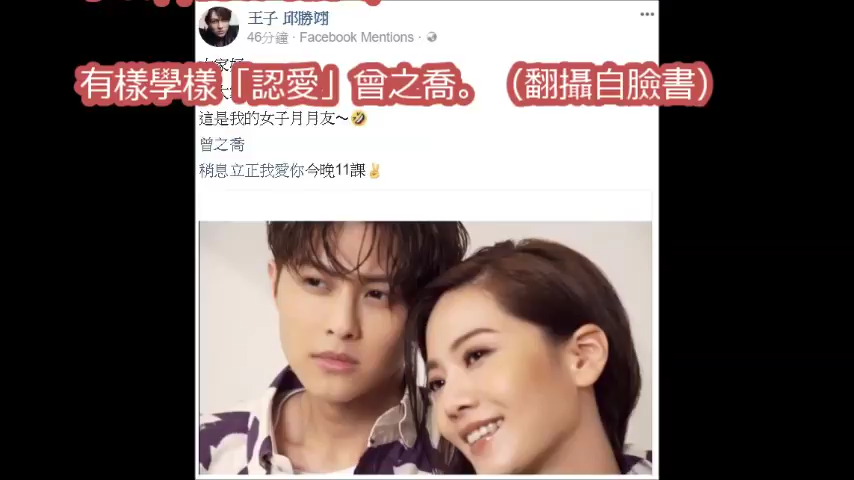 王子 邱勝翊
46分鐘 · Facebook Mentions ·
有樣學樣「認愛」曾之喬。（翻攝自臉書）
這是我的女子月月友～🤣
曾之喬
稍息立正我愛你今晚11課✌